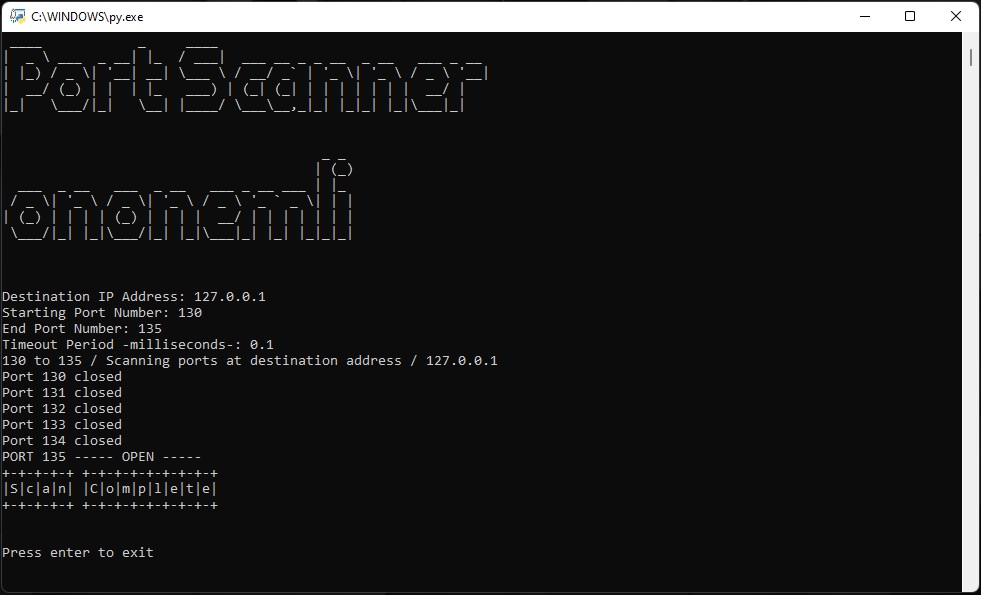 C:\WINDOWS\py.exe
Port Scanner
ononemli
Destination IP Address: 127.0.0.1
Starting Port Number: 130
End Port Number: 135
Timeout Period -milliseconds-: 0.1
130 to 135 / Scanning ports at destination address / 127.0.0.1
Port 130 closed
Port 131 closed
Port 132 closed
Port 133 closed
Port 134 closed
PORT 135 ----- OPEN -----
+-+-+-+-+ +-+-+-+-+-+-+-+-+
|S|c|a|n| |C|o|m|p|l|e|t|e|
+-+-+-+-+ +-+-+-+-+-+-+-+-+
Press enter to exit